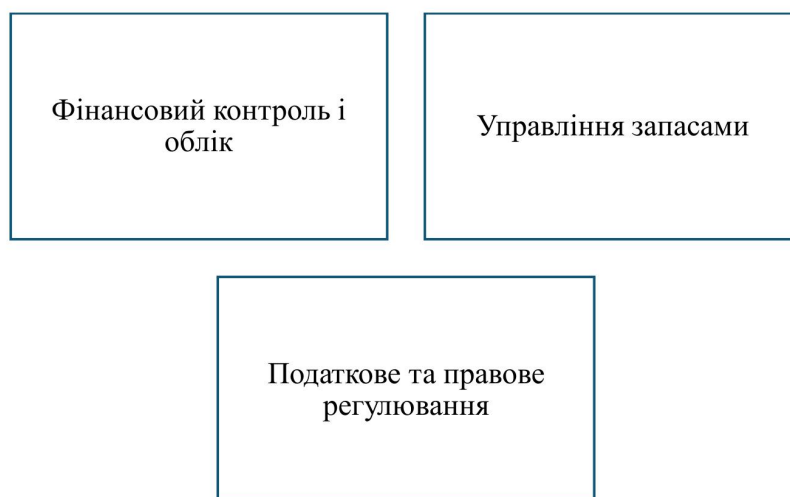 Фінансовий контроль і
облік
Управління запасами
Податкове та правове
регулювання